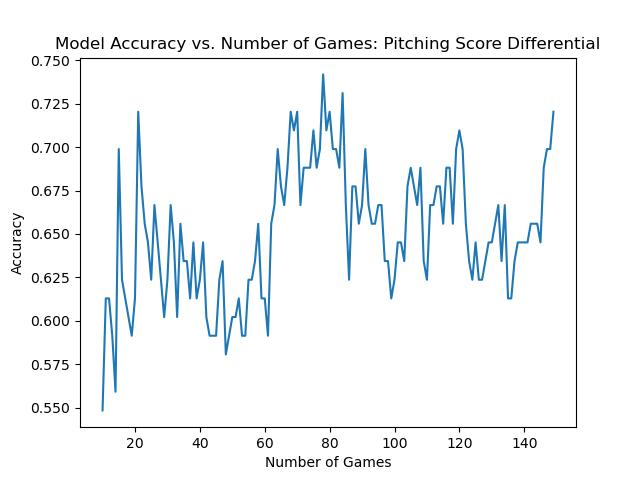 Model Accuracy vs. Number of Games: Pitching Score Differential
0.750
0.725
0.700
0.675
0.650
0.625
0.600
0.575
0.550
Accuracy
20 40 60 80 100 120 140
Number of Games